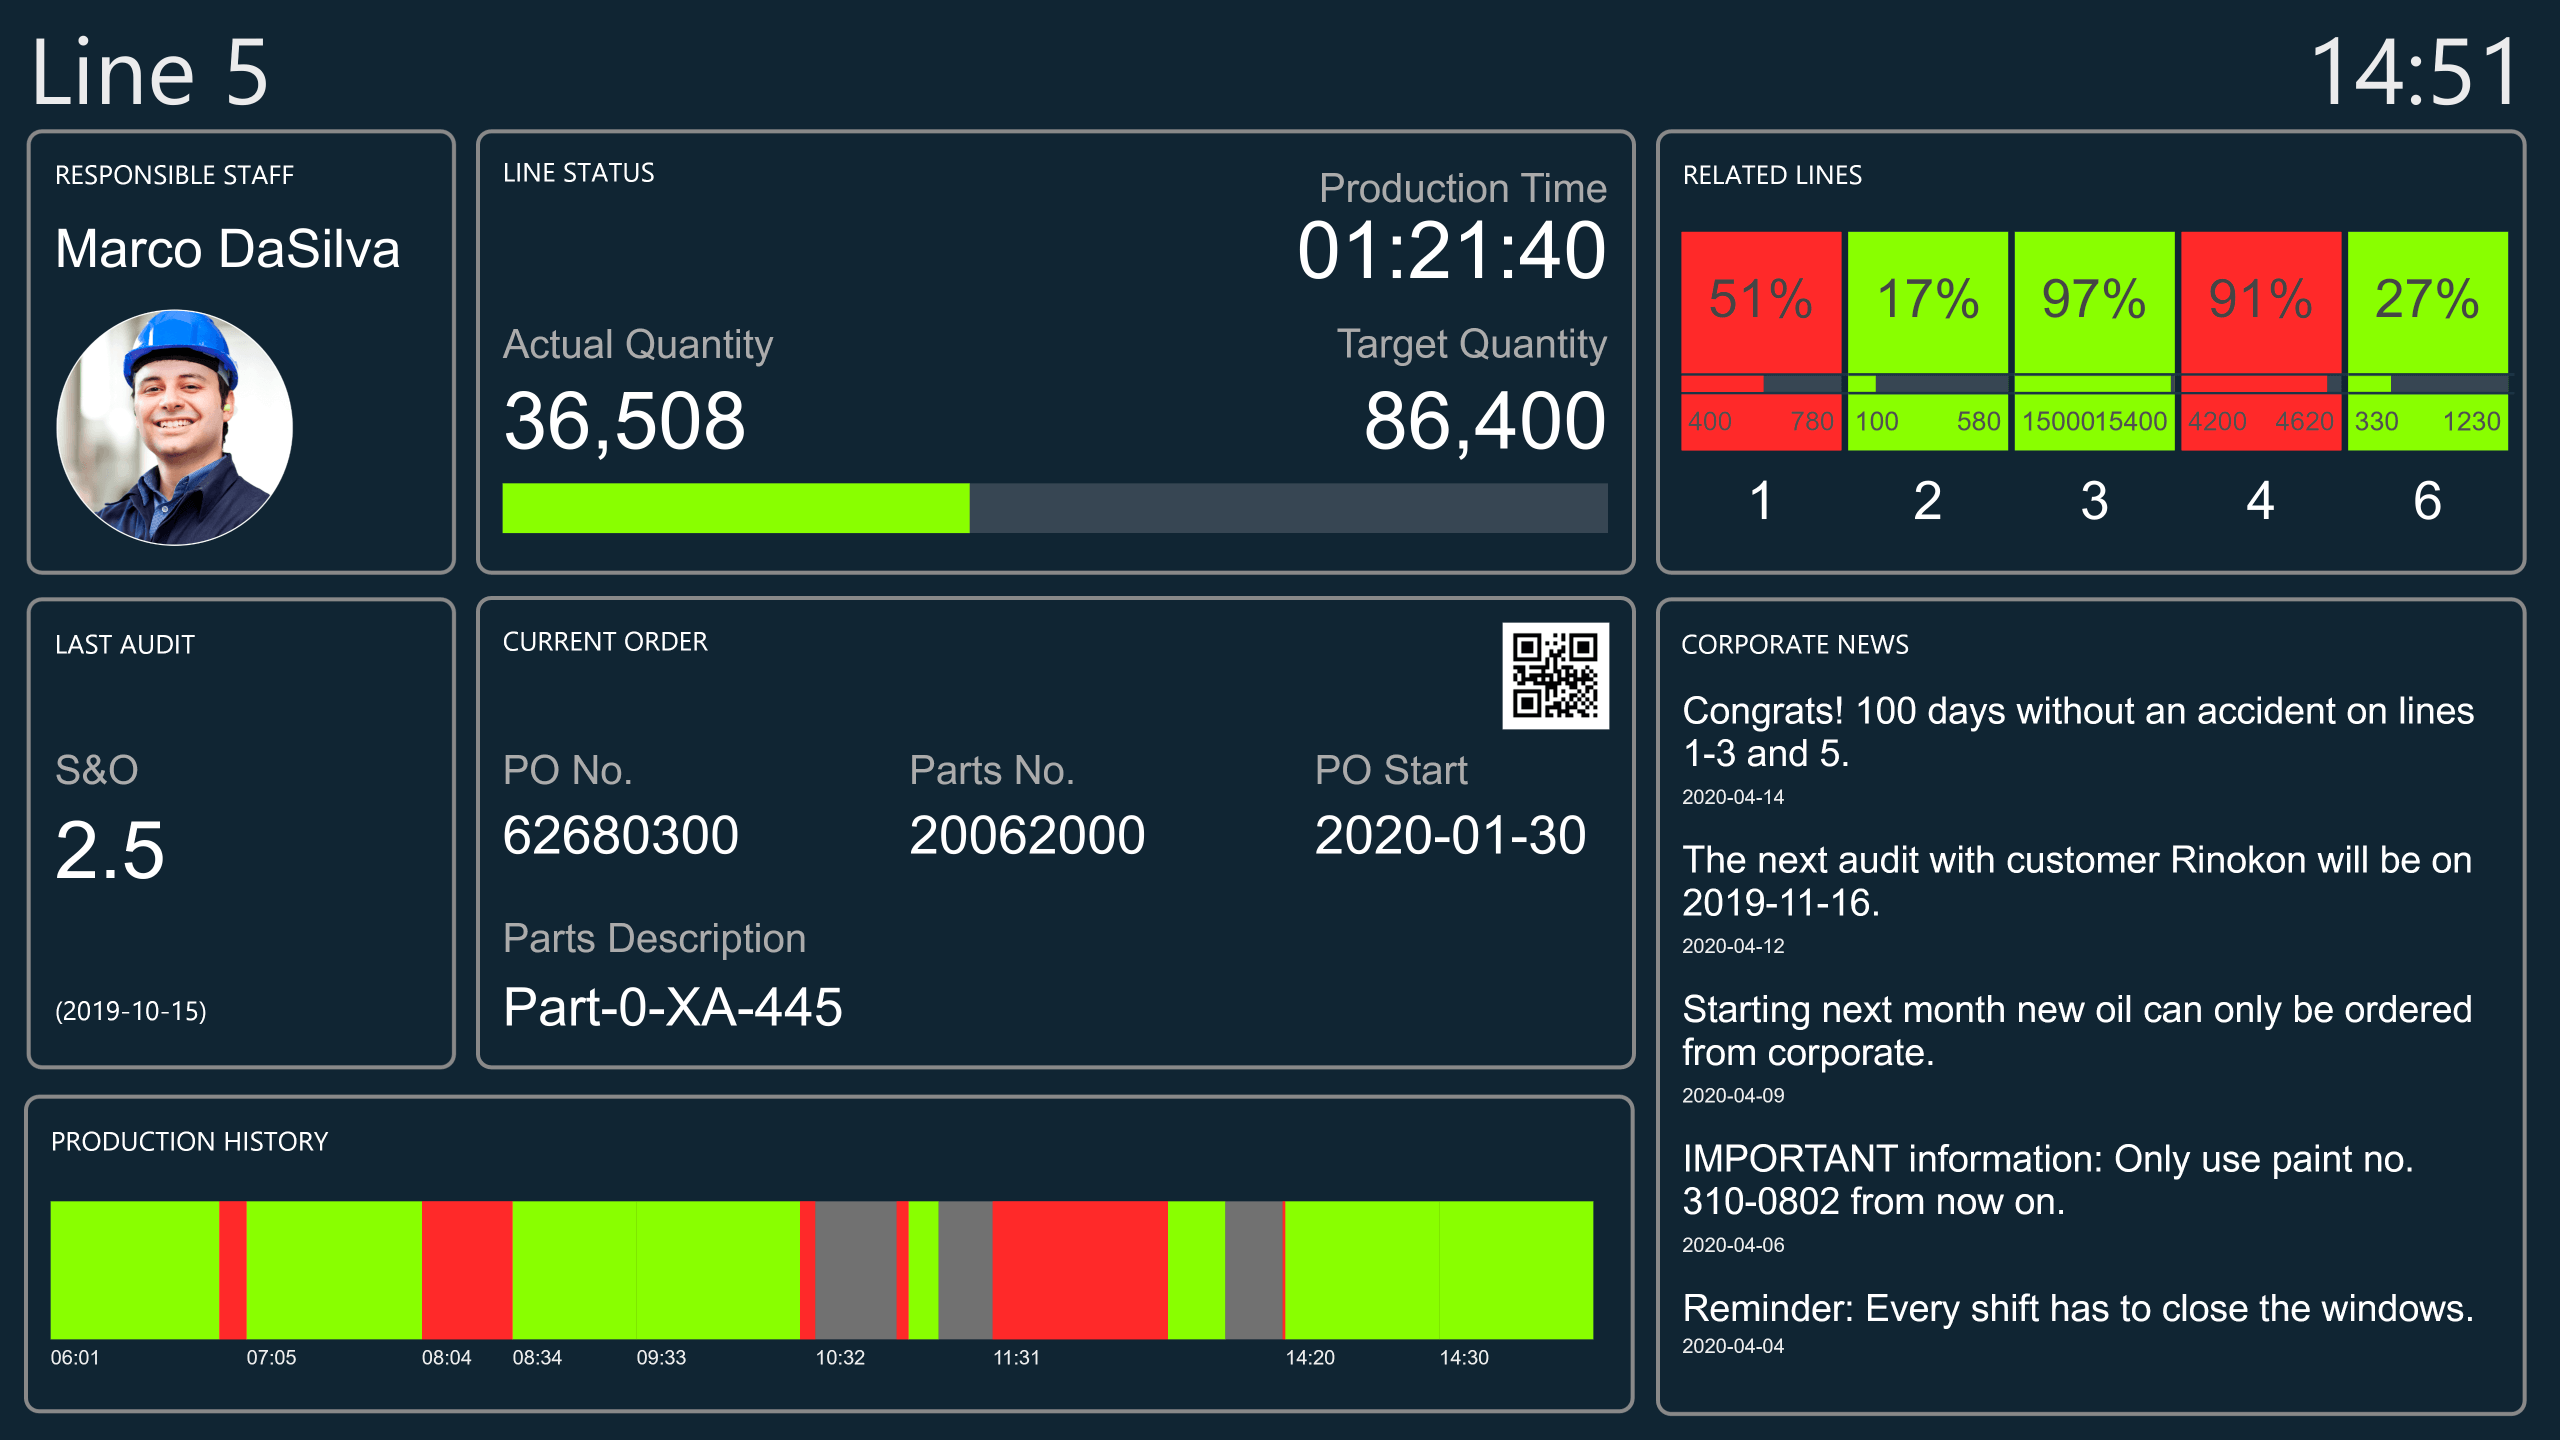 Line 5
14:51
RESPONSIBLE STAFF
Marco DaSilva
LINE STATUS
Production Time
01:21:40
Actual Quantity
Target Quantity
36,508
86,400
RELATED LINES
51% 17% 97% 91% 27%
400 780 100 580 15000 15400 4200 4620 330 1230
1 2 3 4 6
LAST AUDIT
S&O
2.5
(2019-10-15)
CURRENT ORDER
PO No. Parts No. PO Start
62680300 20062000 2020-01-30
Parts Description
Part-0-XA-445
CORPORATE NEWS
Congrats! 100 days without an accident on lines
1-3 and 5.
2020-04-14
The next audit with customer Rinokon will be on
2019-11-16.
2020-04-12
Starting next month new oil can only be ordered
from corporate.
2020-04-09
IMPORTANT information: Only use paint no.
310-0802 from now on.
2020-04-06
Reminder: Every shift has to close the windows.
2020-04-04
PRODUCTION HISTORY
06:01 07:05 08:04 08:34 09:33 10:32 11:31 14:20 14:30